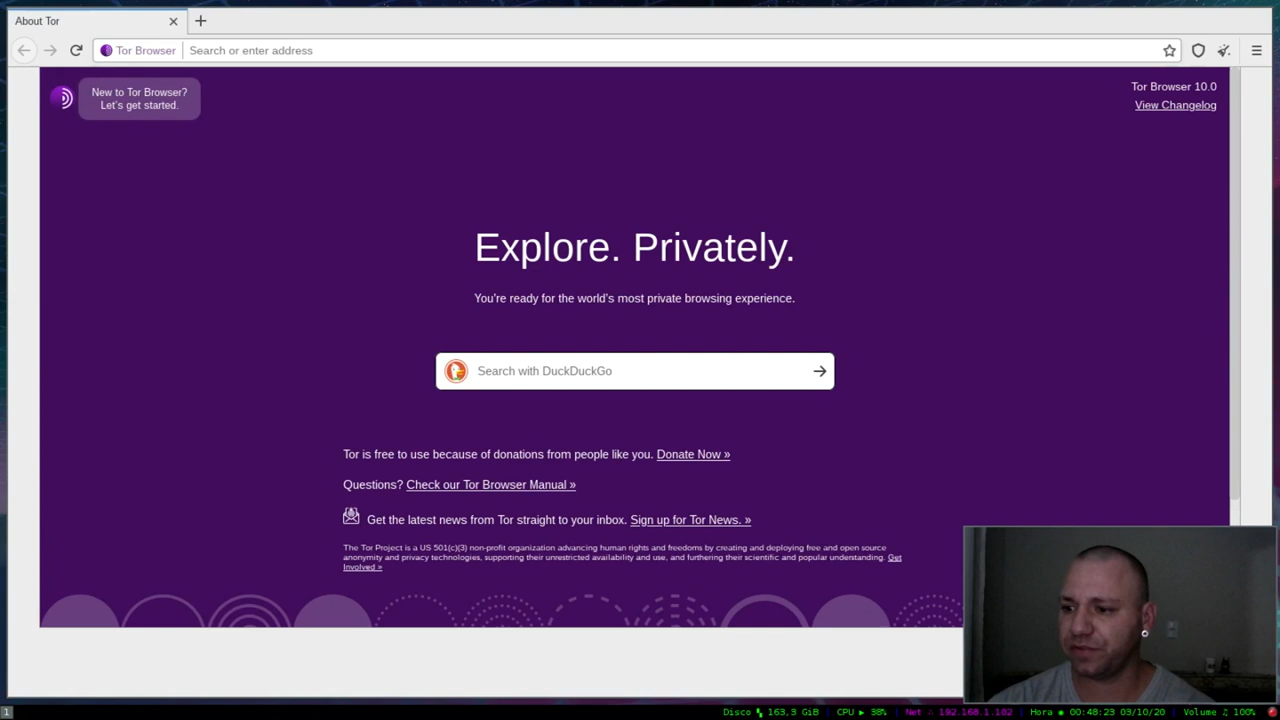 About Tor
Tor Browser
Search or enter address
New to Tor Browser?
Let's get started.
Tor Browser 10.0
View Changelog
Explore. Privately.
You're ready for the world's most private browsing experience.
Search with DuckDuckGo
Tor is free to use because of donations from people like you. Donate Now »
Questions? Check our Tor Browser Manual »
Get the latest news from Tor straight to your inbox. Sign up for Tor News. »
The Tor Project is a US 501(c)(3) non-profit organization advancing human rights and freedoms by creating and deploying free and open source
anonymity and privacy technologies, supporting their unrestricted availability and use, and furthering their scientific and popular understanding. Get
Involved »
1
Disco 163,3 GiB | CPU ▶ 38% | Net 192.168.1.102 | Hora 00:48:23 03/10/20 | Volume ♫ 100%